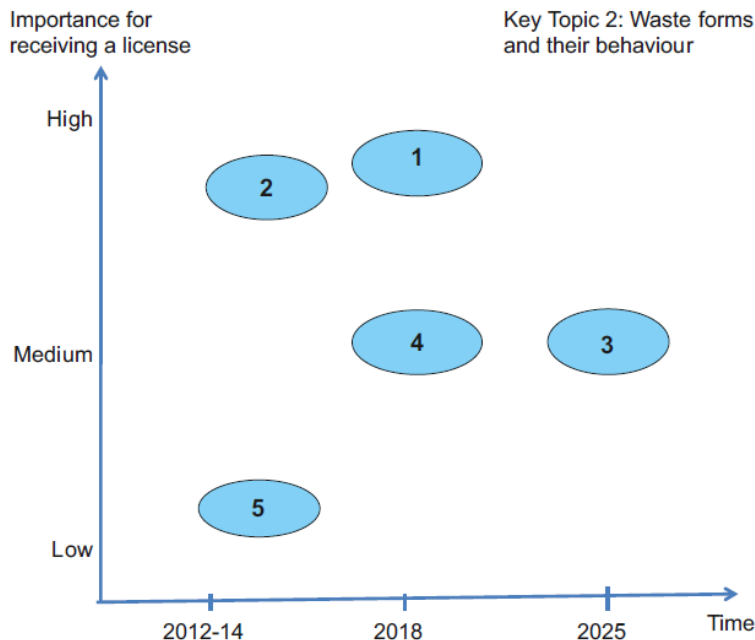 Importance for
receiving a license
Key Topic 2: Waste forms
and their behaviour
High
1
2
Medium
4
3
5
Low
Time
2012-14
2018
2025